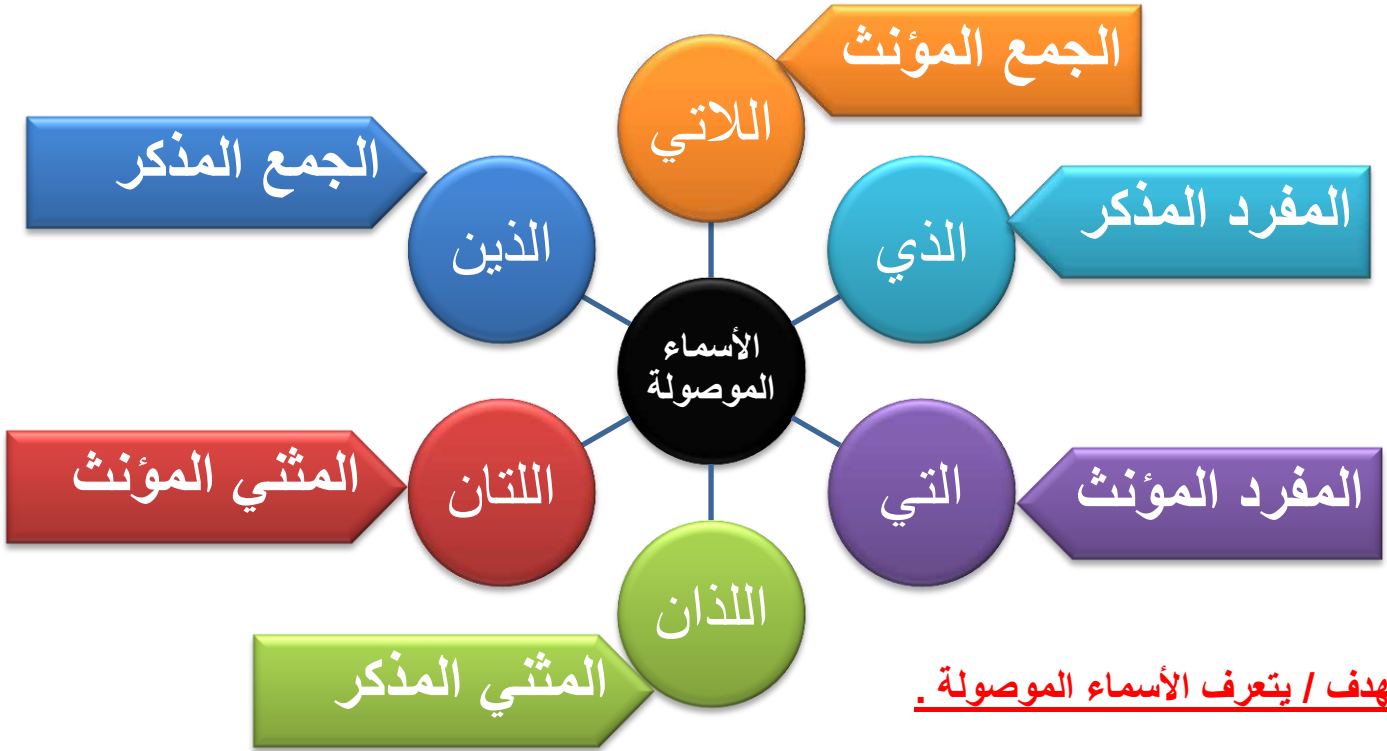 الجمع المؤنث
اللاتي
الجمع المذكر
الذين
المفرد المذكر
الذي
الأسماء
الموصولة
المثني المؤنث
اللتان
المفرد المؤنث
التي
اللذان
المثني المذكر
هدف / يتعرف الأسماء الموصولة .